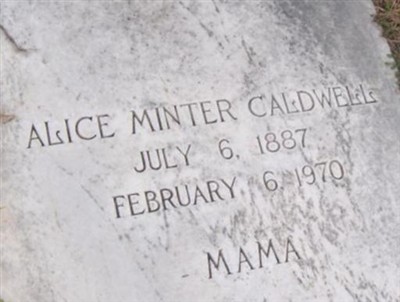 ALICE MINTER CALDWELL
JULY 6, 1887
FEBRUARY 6, 1970
MAMA